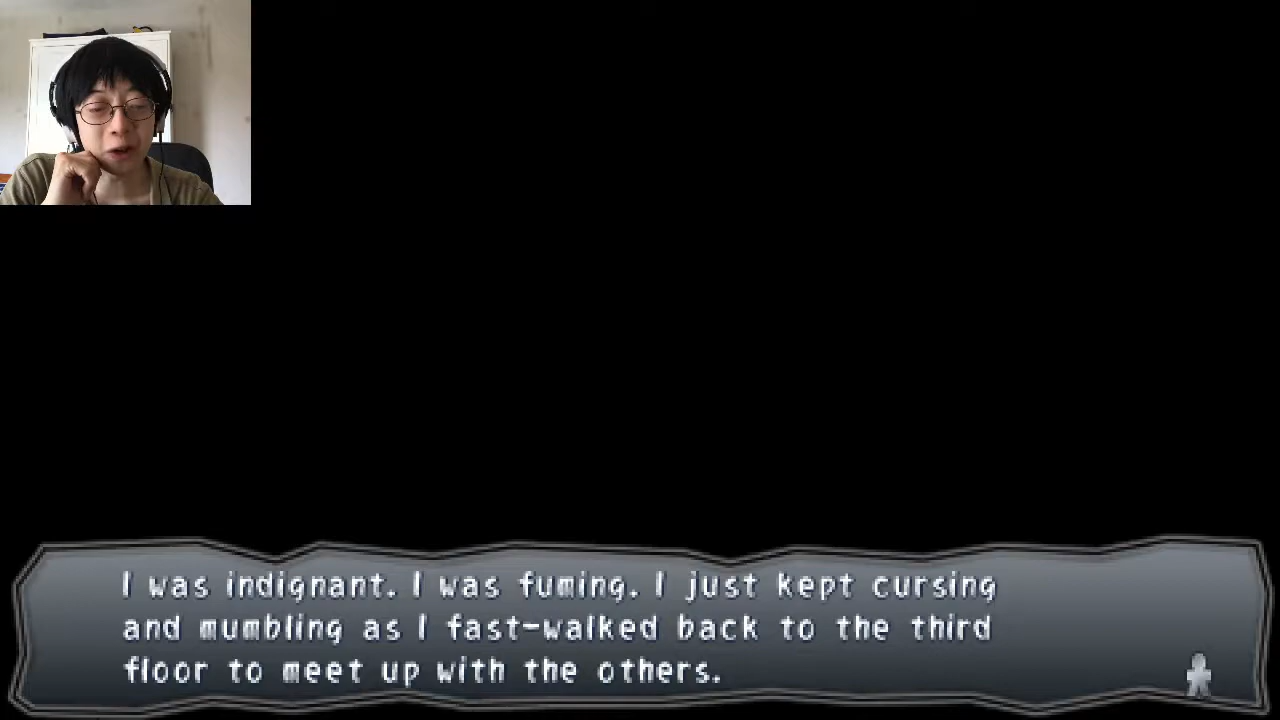 I was indignant. I was fuming. I just kept cursing
and mumbling as I fast-walked back to the third
floor to meet up with the others.